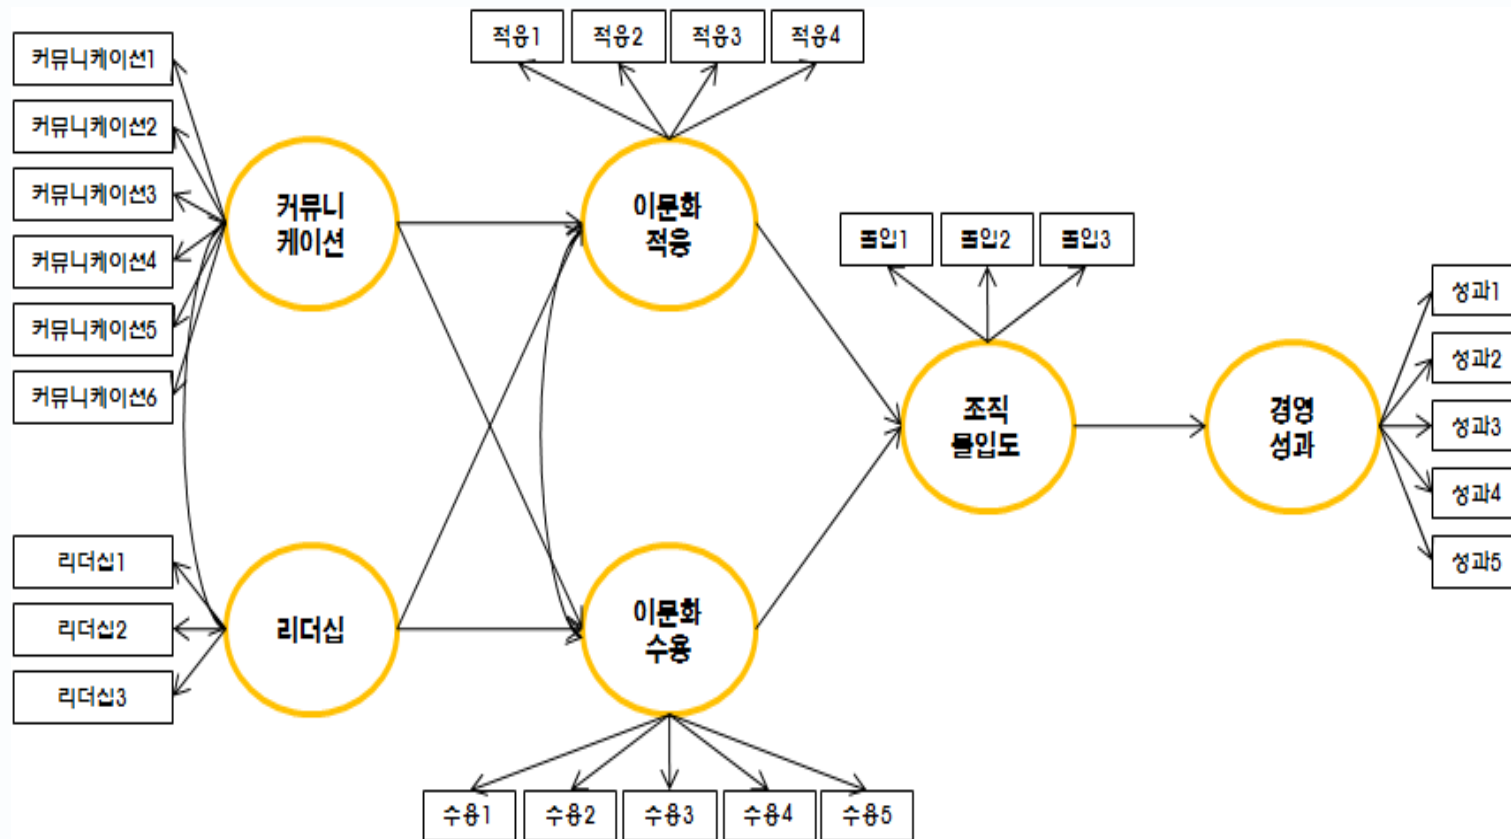 적응1
적응2
적응3
적응4
커뮤니케이션1
커뮤니케이션2
커뮤니케이션3
커뮤니케이션4
커뮤니케이션5
커뮤니케이션6
커뮤니
케이션
이문화
적응
몰입1
몰입2
몰입3
조직
몰입도
경영
성과
성과1
성과2
성과3
성과4
성과5
리더십1
리더십2
리더십3
리더십
이문화
수용
수용1
수용2
수용3
수용4
수용5